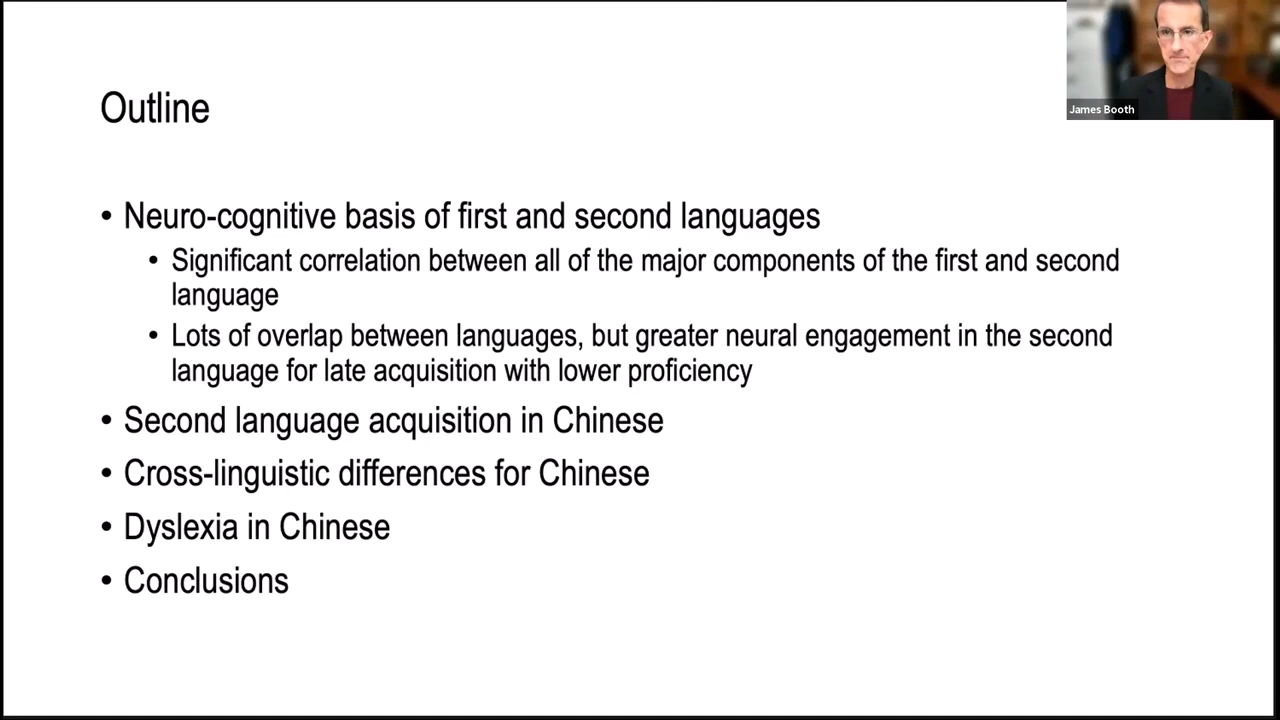 James Booth
Outline
• Neuro-cognitive basis of first and second languages
• Significant correlation between all of the major components of the first and second
language
• Lots of overlap between languages, but greater neural engagement in the second
language for late acquisition with lower proficiency
• Second language acquisition in Chinese
• Cross-linguistic differences for Chinese
• Dyslexia in Chinese
• Conclusions